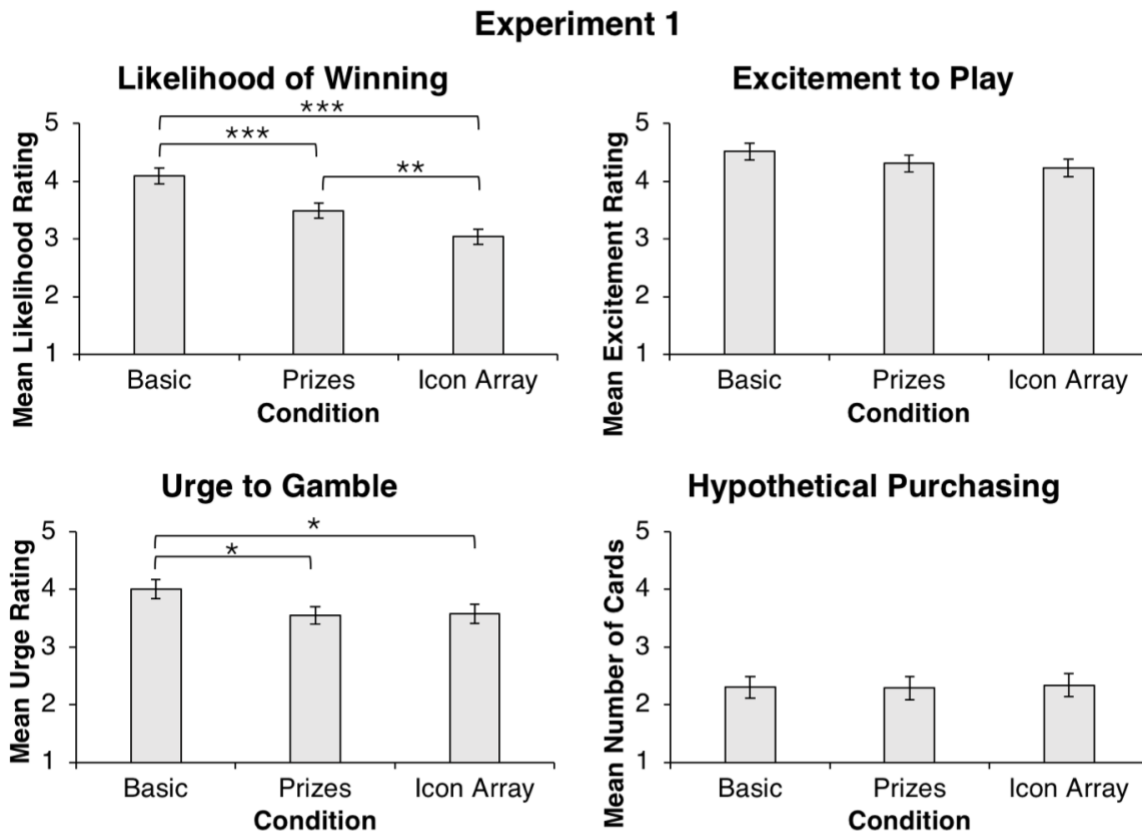 Experiment 1
Likelihood of Winning
***
***
**
Mean Likelihood Rating
5
4
3
2
1
Basic Prizes Icon Array
Condition
Excitement to Play
Mean Excitement Rating
5
4
3
2
1
Basic Prizes Icon Array
Condition
Urge to Gamble
*
*
Mean Urge Rating
5
4
3
2
1
Basic Prizes Icon Array
Condition
Hypothetical Purchasing
Mean Number of Cards
5
4
3
2
1
Basic Prizes Icon Array
Condition